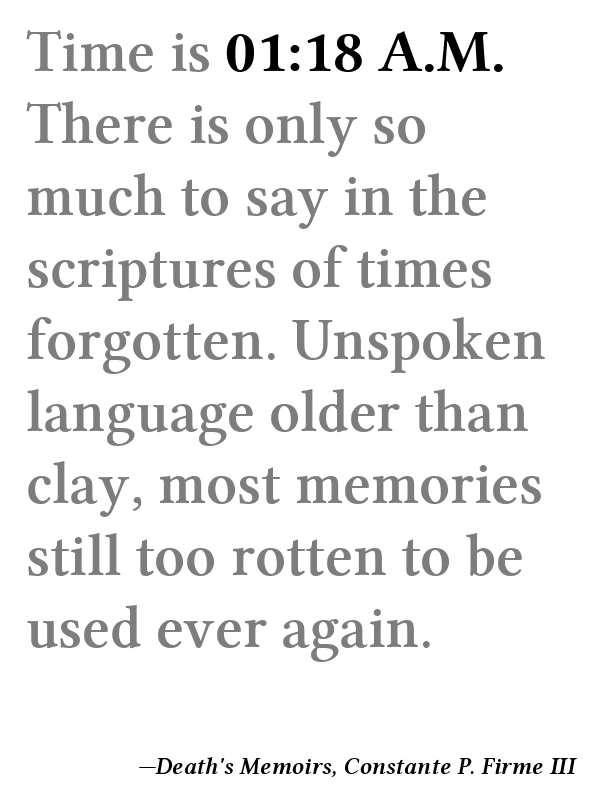 Time is 01:18 A.M.
There is only so
much to say in the
scriptures of times
forgotten. Unspoken
language older than
clay, most memories
still too rotten to be
used ever again.
—Death's Memoirs, Constante P. Firme III